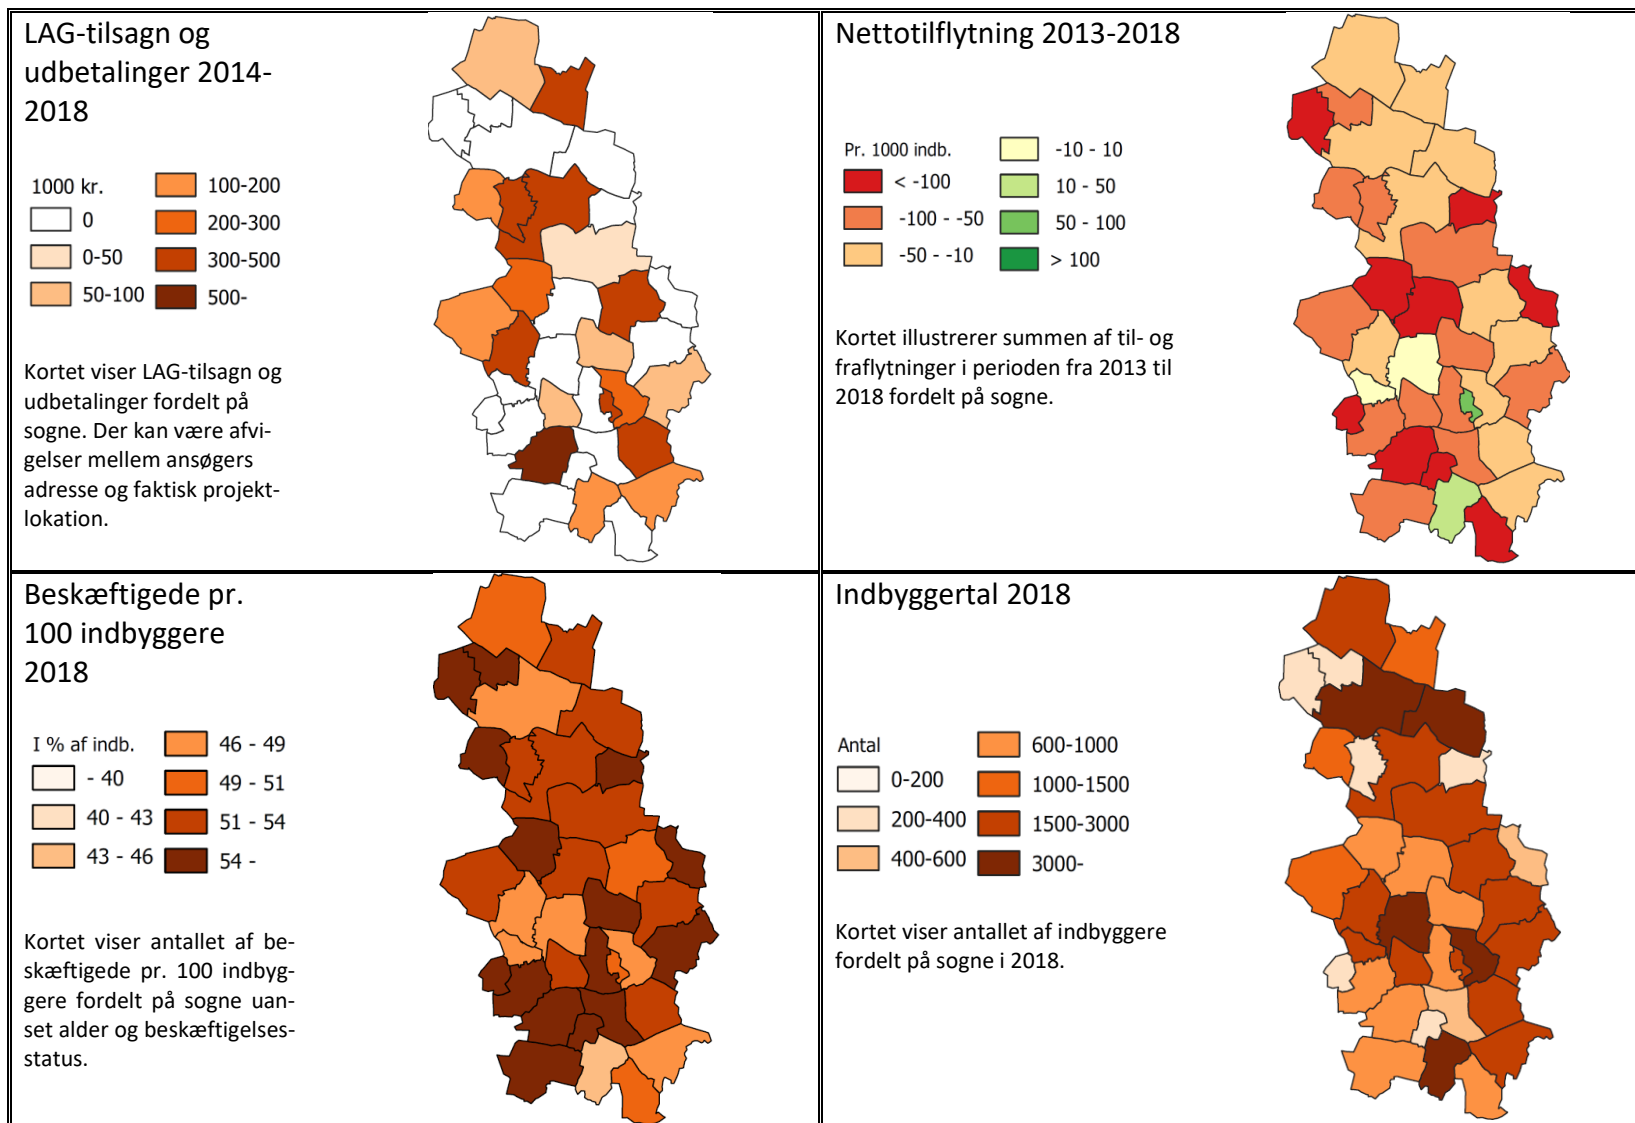 LAG-tilsagn og
udbetalinger 2014-
2018
1000 kr.
0
0-50
50-100
100-200
200-300
300-500
500-
Kortet viser LAG-tilsagn og
udbetalinger fordelt på
sogne. Der kan være afvi-
gelser mellem ansøgers
adresse og faktisk projekt-
lokation.
Nettotilflytning 2013-2018
Pr. 1000 indb.
< -100
-100 - -50
-50 - -10
-10 - 10
10 - 50
50 - 100
> 100
Kortet illustrerer summen af til- og
fraflytninger i perioden fra 2013 til
2018 fordelt på sogne.
Beskæftigede pr.
100 indbyggere
2018
I % af indb.
- 40
40 - 43
43 - 46
46 - 49
49 - 51
51 - 54
54 -
Kortet viser antallet af be-
skæftigede pr. 100 indbyg-
gere fordelt på sogne uan-
set alder og beskæftigelses-
status.
Indbyggertal 2018
Antal
0-200
200-400
400-600
600-1000
1000-1500
1500-3000
3000-
Kortet viser antallet af indbyggere
fordelt på sogne i 2018.